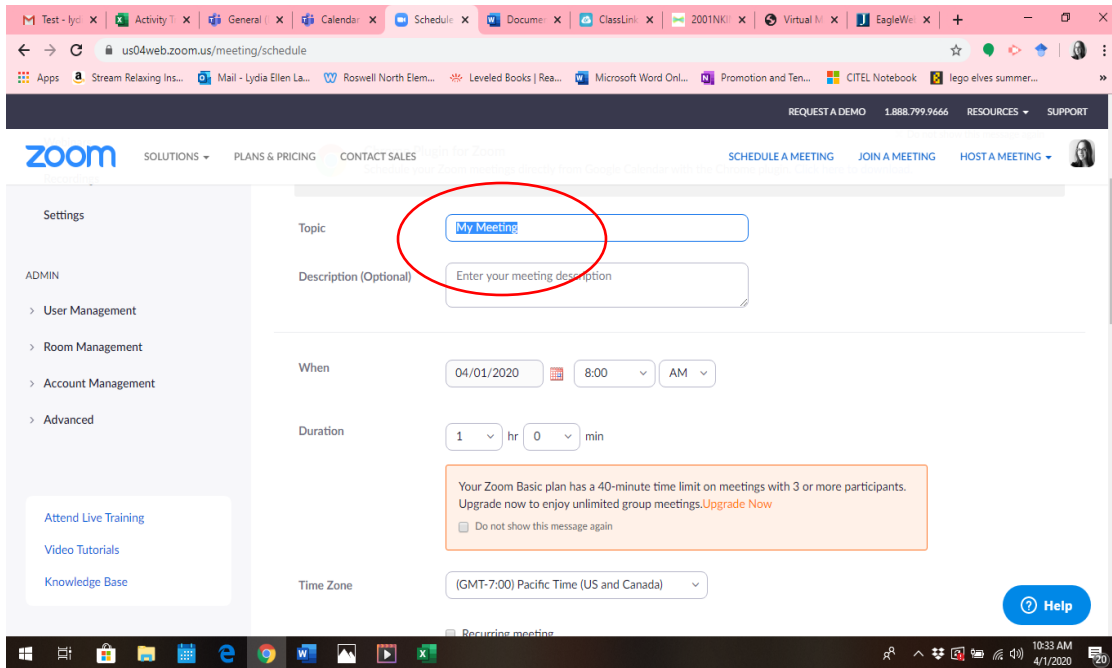 Test - lyd Activity T General ( Calendar Schedule Documen ClassLink 2001NKI Virtual M EagleWe
us04web.zoom.us/meeting/schedule
Apps Stream Relaxing Ins... Mail - Lydia Ellen La... Roswell North Elem... Leveled Books | Rea... Microsoft Word Onl... Promotion and Ten... CITEL Notebook lego elves summer... »
REQUEST A DEMO 1.888.799.9666 RESOURCES SUPPORT
zoom SOLUTIONS PLANS & PRICING CONTACT SALES SCHEDULE A MEETING JOIN A MEETING HOST A MEETING
Settings
Topic My Meeting
ADMIN
Description (Optional) Enter your meeting description
User Management
Room Management
When 04/01/2020 8:00 AM
Account Management
Advanced
Duration 1 hr 0 min
Your Zoom Basic plan has a 40-minute time limit on meetings with 3 or more participants.
Upgrade now to enjoy unlimited group meetings.Upgrade Now
Do not show this message again
Attend Live Training
Video Tutorials
Knowledge Base
Time Zone (GMT-7:00) Pacific Time (US and Canada)
Help
Recurring meeting
10:33 AM
4/1/2020
20